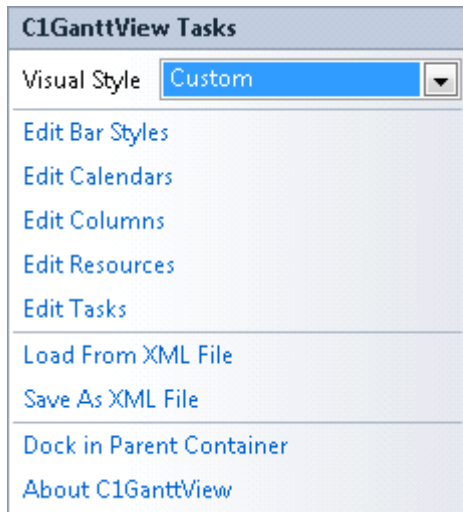 C1GanttView Tasks
Visual Style Custom
Edit Bar Styles
Edit Calendars
Edit Columns
Edit Resources
Edit Tasks
Load From XML File
Save As XML File
Dock in Parent Container
About C1GanttView